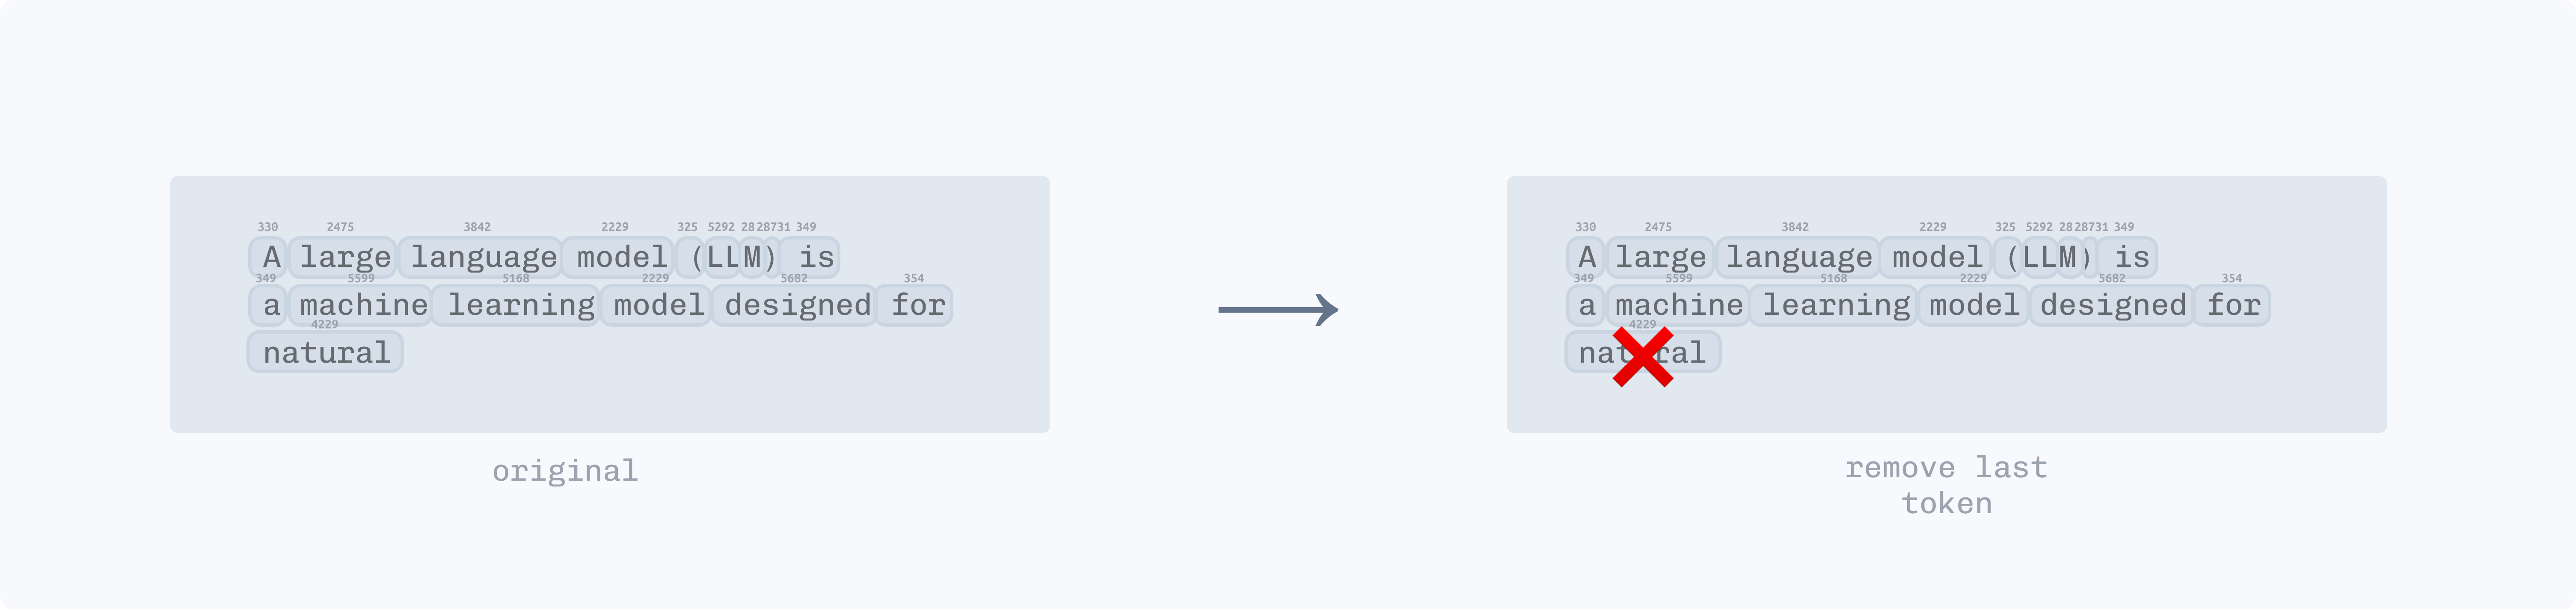 330 2475 3842 2229 325 5292 28 28731 349
A large language model (LLM) is
349 5599 5168 2229 5682 354
a machine learning model designed for
4229
natural
original
330 2475 3842 2229 325 5292 28 28731 349
A large language model (LLM) is
349 5599 5168 2229 5682 354
a machine learning model designed for
4229
natural
remove last
token